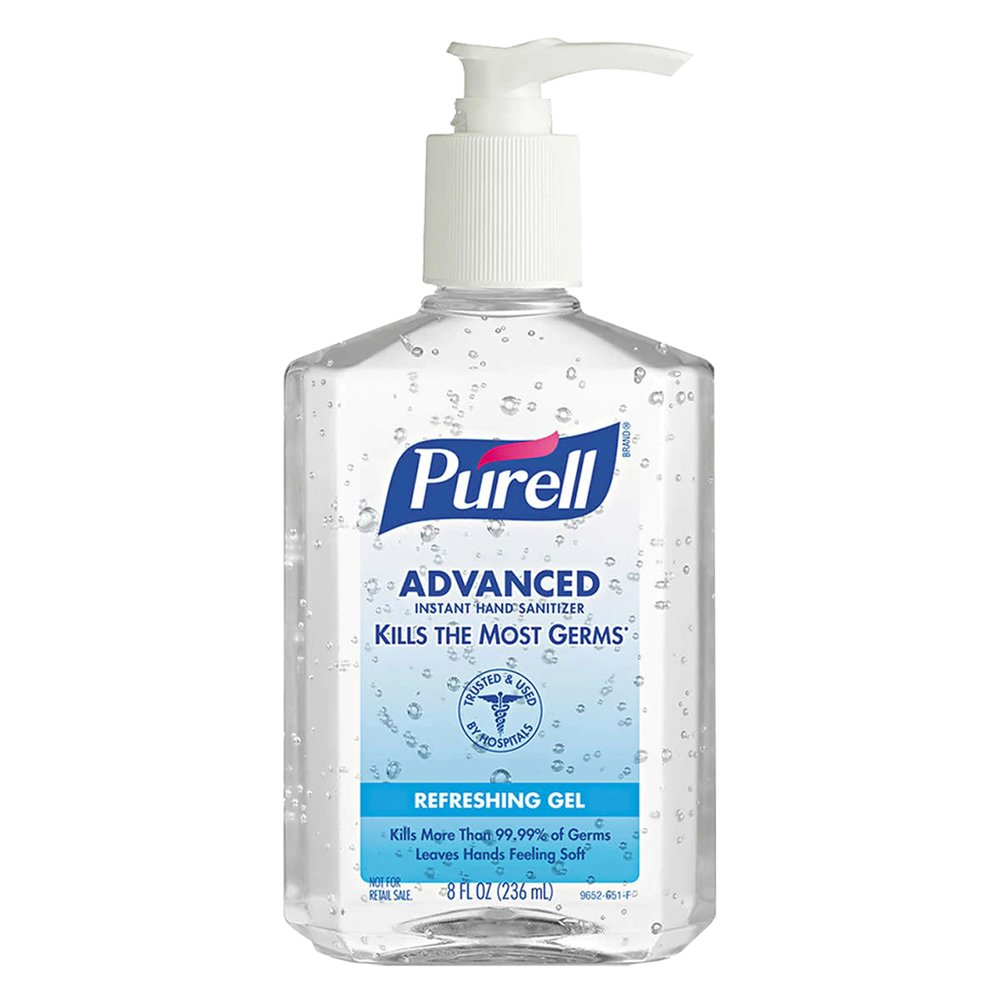 Purell
BRAND®
ADVANCED
INSTANT HAND SANITIZER
KILLS THE MOST GERMS*
TRUSTED & USED
BY HOSPITALS
REFRESHING GEL
Kills More Than 99.99% of Germs
Leaves Hands Feeling Soft
NOT FOR
RETAIL SALE.
8 FL OZ (236 mL)
9652-651-F